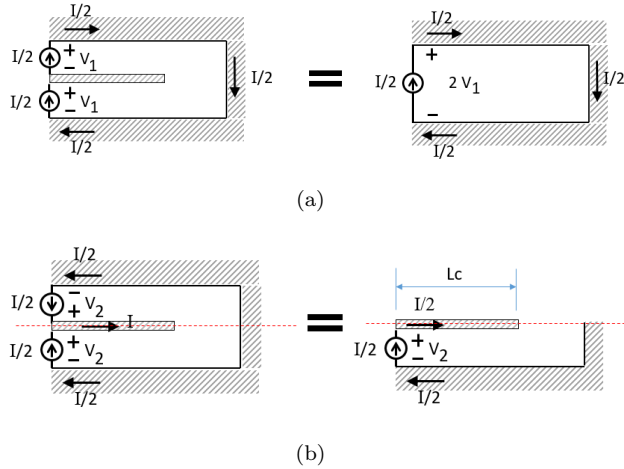 I/2
I/2
I/2
+
V₁
−
I/2
+
V₁
−
I/2
=
I/2
I/2
+
2 V₁
−
I/2
I/2
(a)
I/2
I/2
−
V₂
+
I
I/2
+
V₂
−
I/2
=
Lc
I/2
I/2
+
V₂
−
I/2
(b)